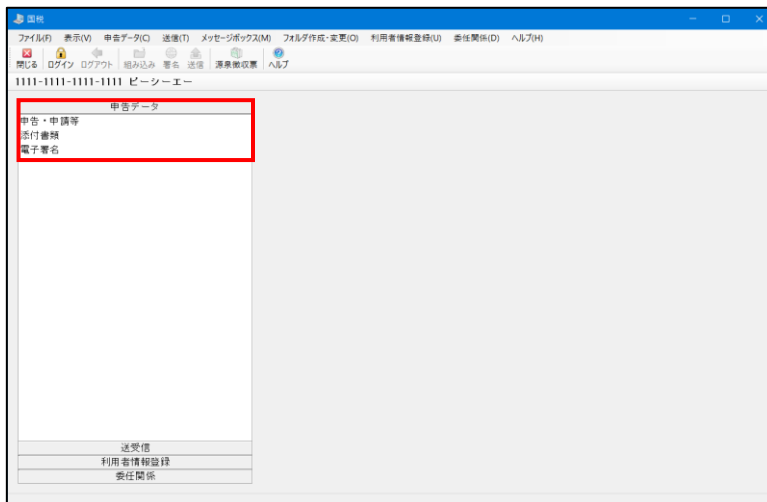 国税
ファイル(F) 表示(V) 申告データ(C) 送信(T) メッセージボックス(M) フォルダ作成・変更(O) 利用者情報登録(U) 委任関係(D) ヘルプ(H)
閉じる ログイン ログアウト 組み込み 署名 送信 源泉徴収票 ヘルプ
1111-1111-1111-1111 ピーシーエー
申告データ
申告・申請等
添付書類
電子署名
送受信
利用者情報登録
委任関係